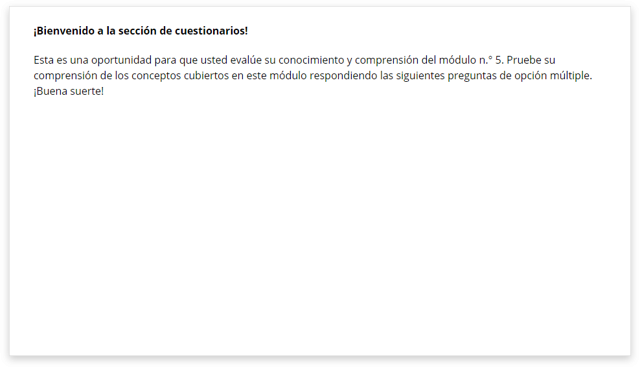 ¡Bienvenido a la sección de cuestionarios!
Esta es una oportunidad para que usted evalúe su conocimiento y comprensión del módulo n.° 5. Pruebe su
comprensión de los conceptos cubiertos en este módulo respondiendo las siguientes preguntas de opción múltiple.
¡Buena suerte!